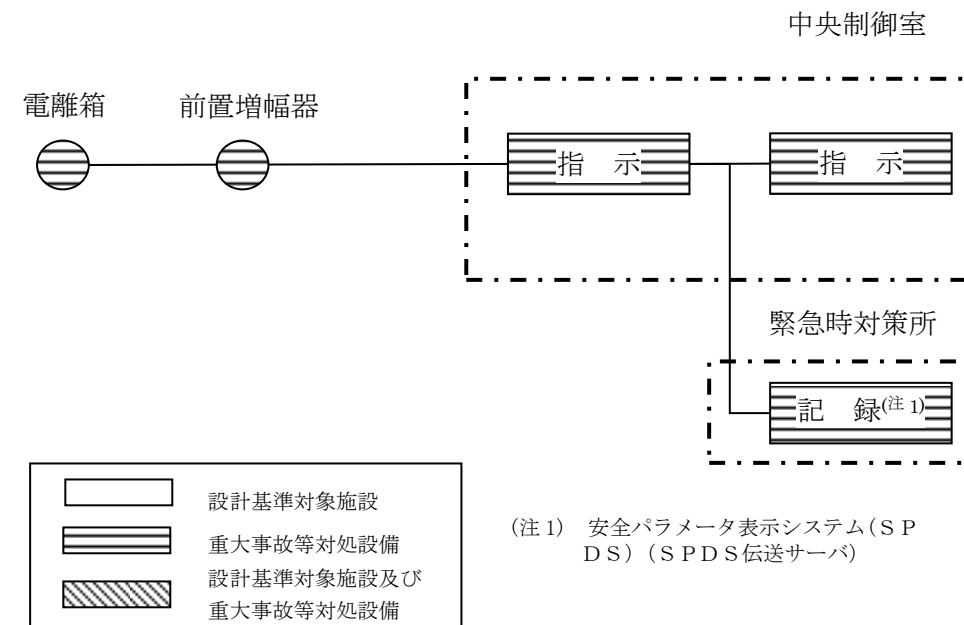 中央制御室
電離箱
前置増幅器
指　示
指　示
緊急時対策所
記　録(注 1)
設計基準対象施設
重大事故等対処設備
設計基準対象施設及び
重大事故等対処設備
(注 1)　安全パラメータ表示システム(ＳＰ
ＤＳ) (ＳＰＤＳ伝送サーバ)